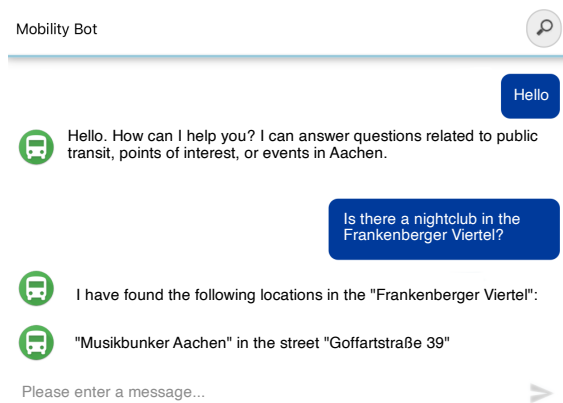 Mobility Bot
Hello
Hello. How can I help you? I can answer questions related to public
transit, points of interest, or events in Aachen.
Is there a nightclub in the
Frankenberger Viertel?
I have found the following locations in the "Frankenberger Viertel":
"Musikbunker Aachen" in the street "Goffartstraße 39"
Please enter a message...